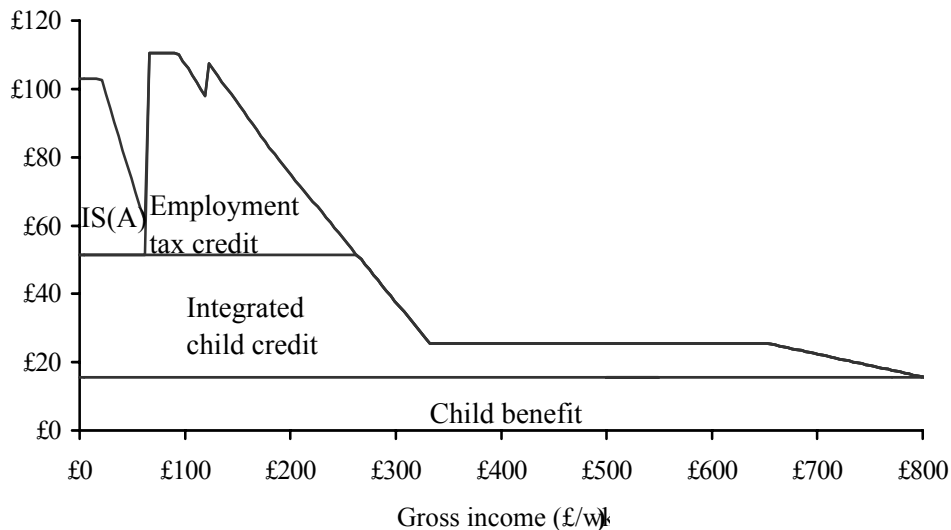 £120
£100
£80
£60
£40
£20
£0
IS(A)
Employment
tax credit
Integrated
child credit
Child benefit
£0 £100 £200 £300 £400 £500 £600 £700 £800
Gross income (£/wk)